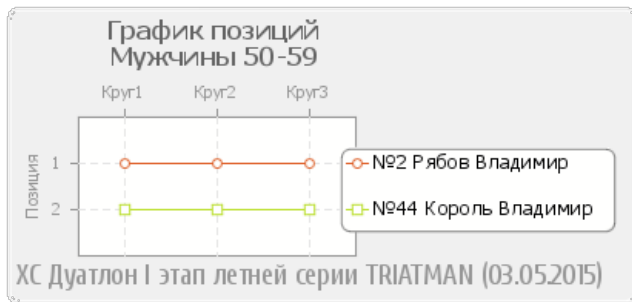 График позиций
Мужчины 50-59
Круг1 Круг2 Круг3
Позиция
1
№2 Рябов Владимир
2
№44 Король Владимир
XC Дуатлон I этап летней серии TRIATMAN (03.05.2015)